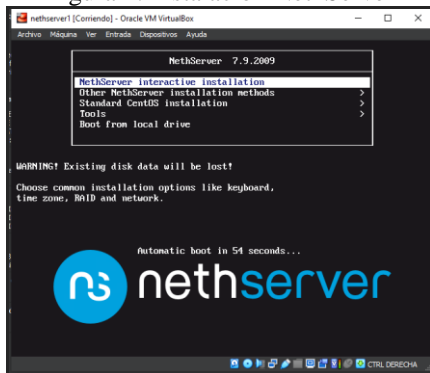 nethserver1 [Corriendo] - Oracle VM VirtualBox
Archivo Máquina Ver Entrada Dispositivos Ayuda
NethServer 7.9.2009
NethServer interactive installation
Other NethServer installation methods >
Standard CentOS installation >
Tools >
Boot from local drive
WARNING! Existing disk data will be lost!
Choose common installation options like keyboard,
time zone, RAID and network.
Automatic boot in 54 seconds...
ns nethserver
CTRL DERECHA